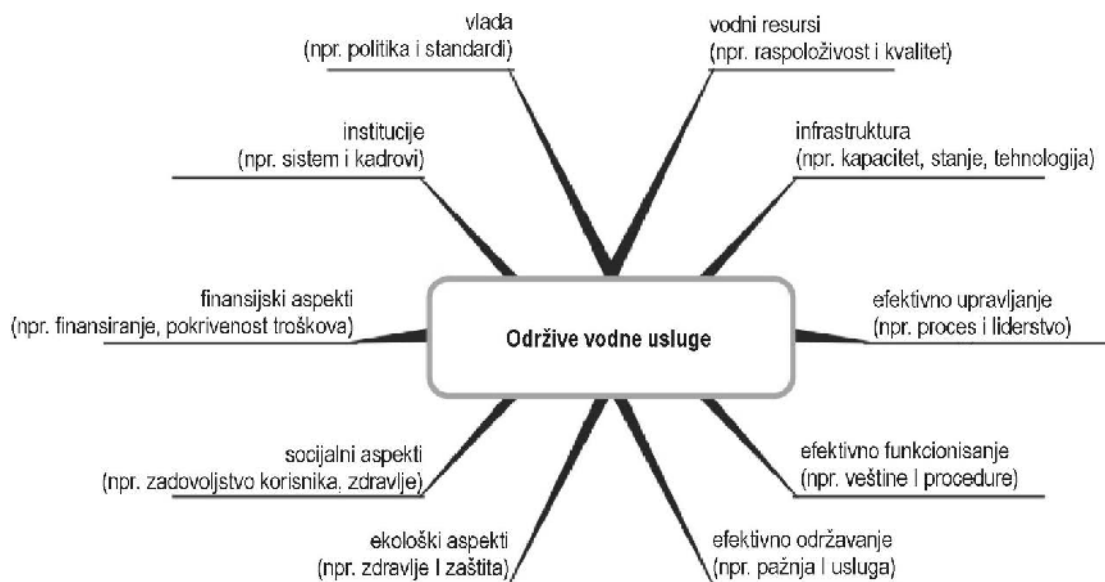 vlada
(npr. politika i standardi)
vodni resursi
(npr. raspoloživost i kvalitet)
institucije
(npr. sistem i kadrovi)
infrastruktura
(npr. kapacitet, stanje, tehnologija)
finansijski aspekti
(npr. finansiranje, pokrivenost troškova)
Održive vodne usluge
efektivno upravljanje
(npr. proces i liderstvo)
socijalni aspekti
(npr. zadovoljstvo korisnika, zdravlje)
efektivno funkcionisanje
(npr. veštine I procedure)
ekološki aspekti
(npr. zdravlje I zaštita)
efektivno održavanje
(npr. pažnja I usluga)